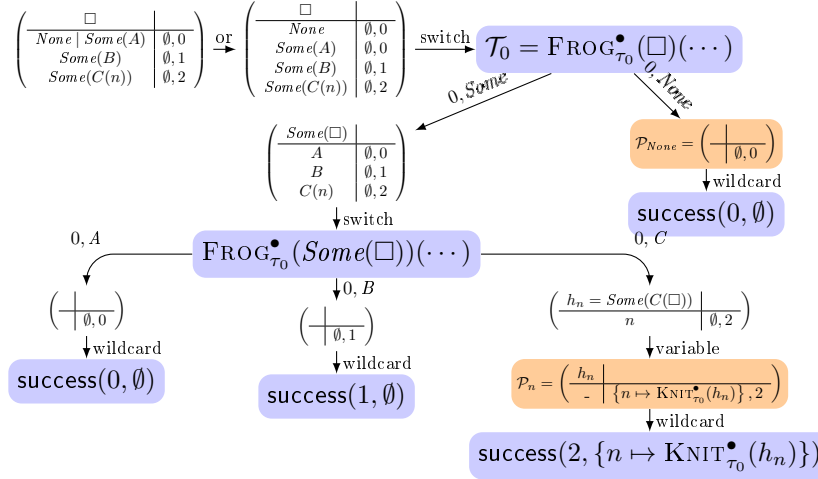 □
None | Some(A) ∅, 0
Some(B) ∅, 1
Some(C(n)) ∅, 2
or
□
None ∅, 0
Some(A) ∅, 0
Some(B) ∅, 1
Some(C(n)) ∅, 2
switch
𝒯₀ = FROG•τ₀(□)(⋯)
0, Some
0, None
Some(□)
A ∅, 0
B ∅, 1
C(n) ∅, 2
𝒫None = ( ∅, 0 )
wildcard
success(0, ∅)
switch
FROG•τ₀(Some(□))(⋯)
0, A
0, B
0, C
∅, 0
wildcard
success(0, ∅)
∅, 1
wildcard
success(1, ∅)
hₙ = Some(C(□))
n ∅, 2
variable
𝒫ₙ = ( hₙ
_ {n ↦ KNIT•τ₀(hₙ)}, 2 )
wildcard
success(2, {n ↦ KNIT•τ₀(hₙ)})